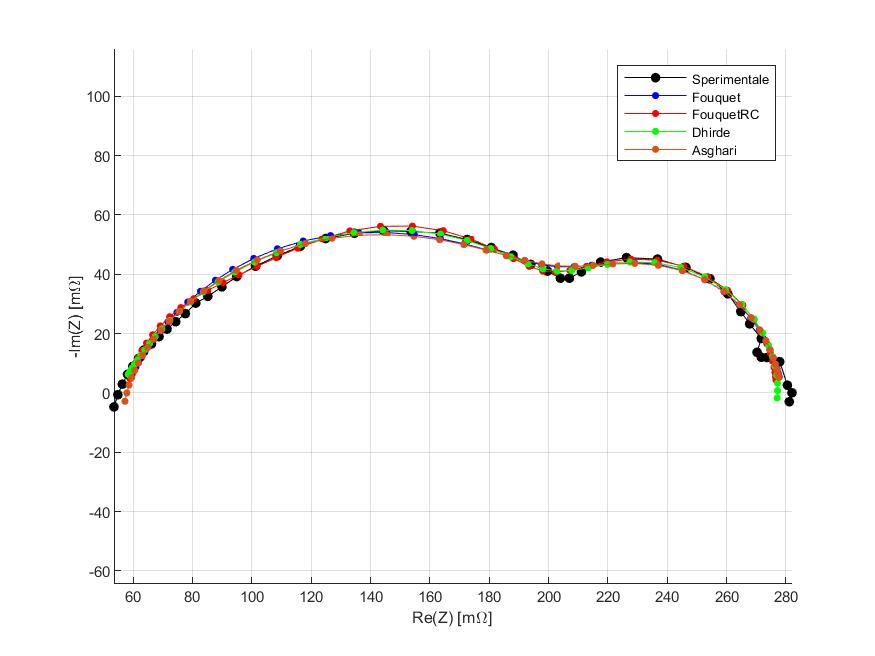 Sperimentale
Fouquet
FouquetRC
Dhirde
Asghari
100
80
60
40
20
0
-20
-40
-60
-Im(Z) [mΩ]
60 80 100 120 140 160 180 200 220 240 260 280
Re(Z) [mΩ]